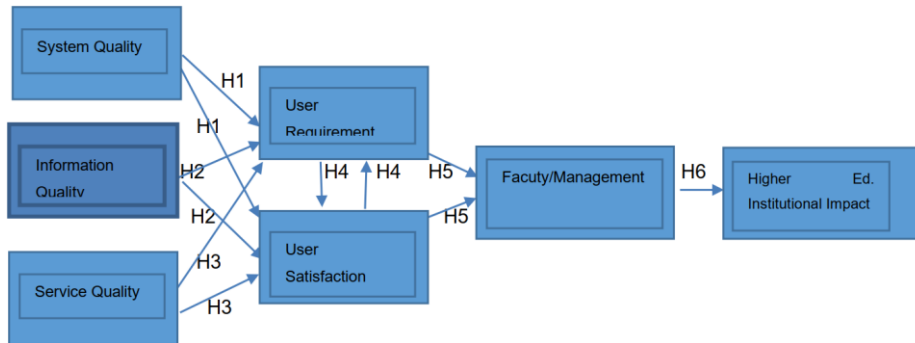 System Quality
H1
User
Requirement
H1
Information
Quality
H2
H4
H4
H5
Facuty/Management
H6
Higher Ed.
Institutional Impact
H2
H5
User
Satisfaction
H3
Service Quality
H3